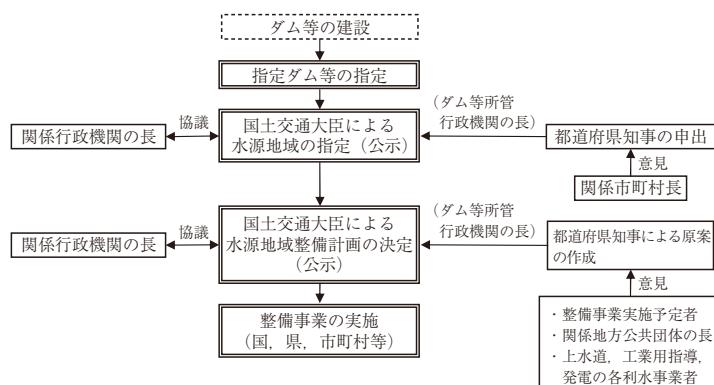 ダム等の建設
指定ダム等の指定
関係行政機関の長
協議
国土交通大臣による
水源地域の指定（公示）
（ダム等所管
行政機関の長）
都道府県知事の申出
意見
関係市町村長
関係行政機関の長
協議
国土交通大臣による
水源地域整備計画の決定
（公示）
（ダム等所管
行政機関の長）
都道府県知事による原案
の作成
意見
整備事業の実施
（国，県，市町村等）
・整備事業実施予定者
・関係地方公共団体の長
・上水道，工業用指導，
発電の各利水事業者